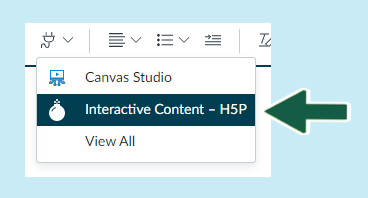 Canvas Studio
Interactive Content – H5P
View All